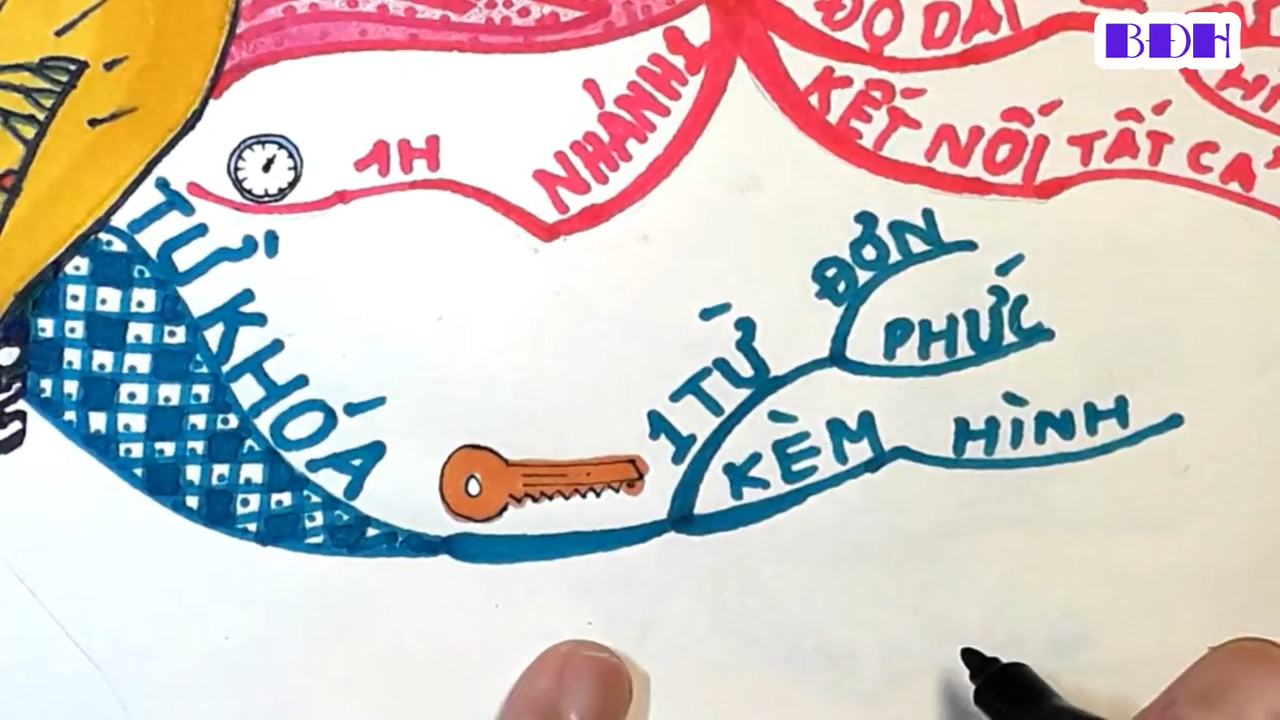 BĐH
ĐỘ DÀI
NHÁNH
1H
KẾT NỐI TẤT CẢ
TỪ KHÓA
1 TỪ
ĐƠN
PHỨC
KÈM HÌNH